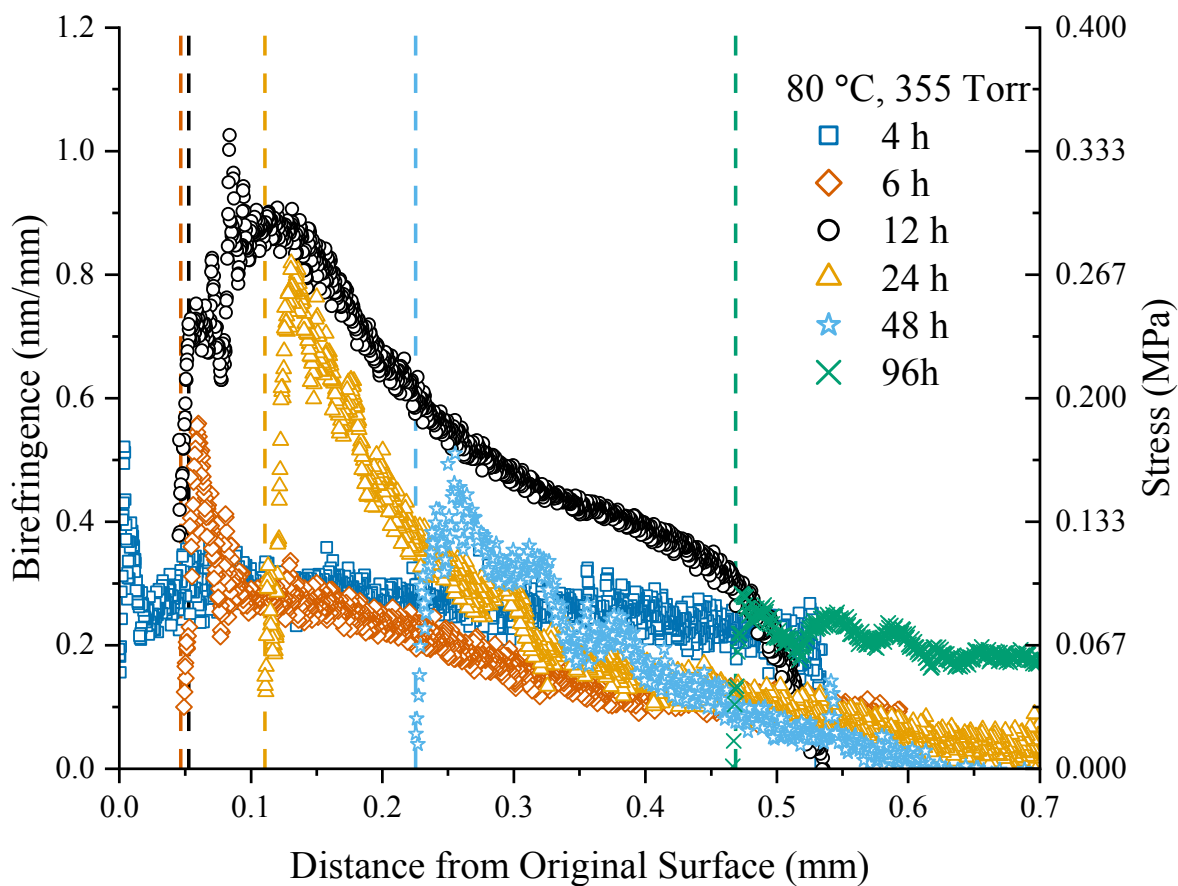 1.2
1.0
0.8
0.6
0.4
0.2
0.0
Birefringence (nm/mm)
0.400
0.333
0.267
0.200
0.133
0.067
0.000
Stress (MPa)
80 °C, 355 Torr
4 h
6 h
12 h
24 h
48 h
96h
0.0 0.1 0.2 0.3 0.4 0.5 0.6 0.7
Distance from Original Surface (mm)